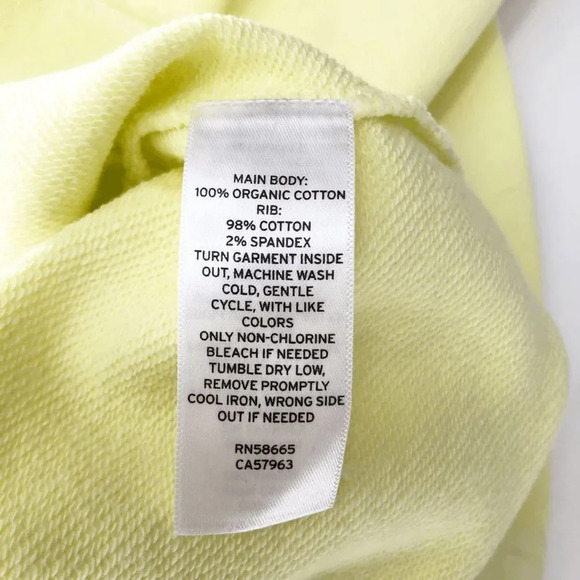 MAIN BODY:
100% ORGANIC COTTON
RIB:
98% COTTON
2% SPANDEX
TURN GARMENT INSIDE
OUT, MACHINE WASH
COLD, GENTLE
CYCLE, WITH LIKE
COLORS
ONLY NON-CHLORINE
BLEACH IF NEEDED
TUMBLE DRY LOW,
REMOVE PROMPTLY
COOL IRON, WRONG SIDE
OUT IF NEEDED
RN58665
CA57963